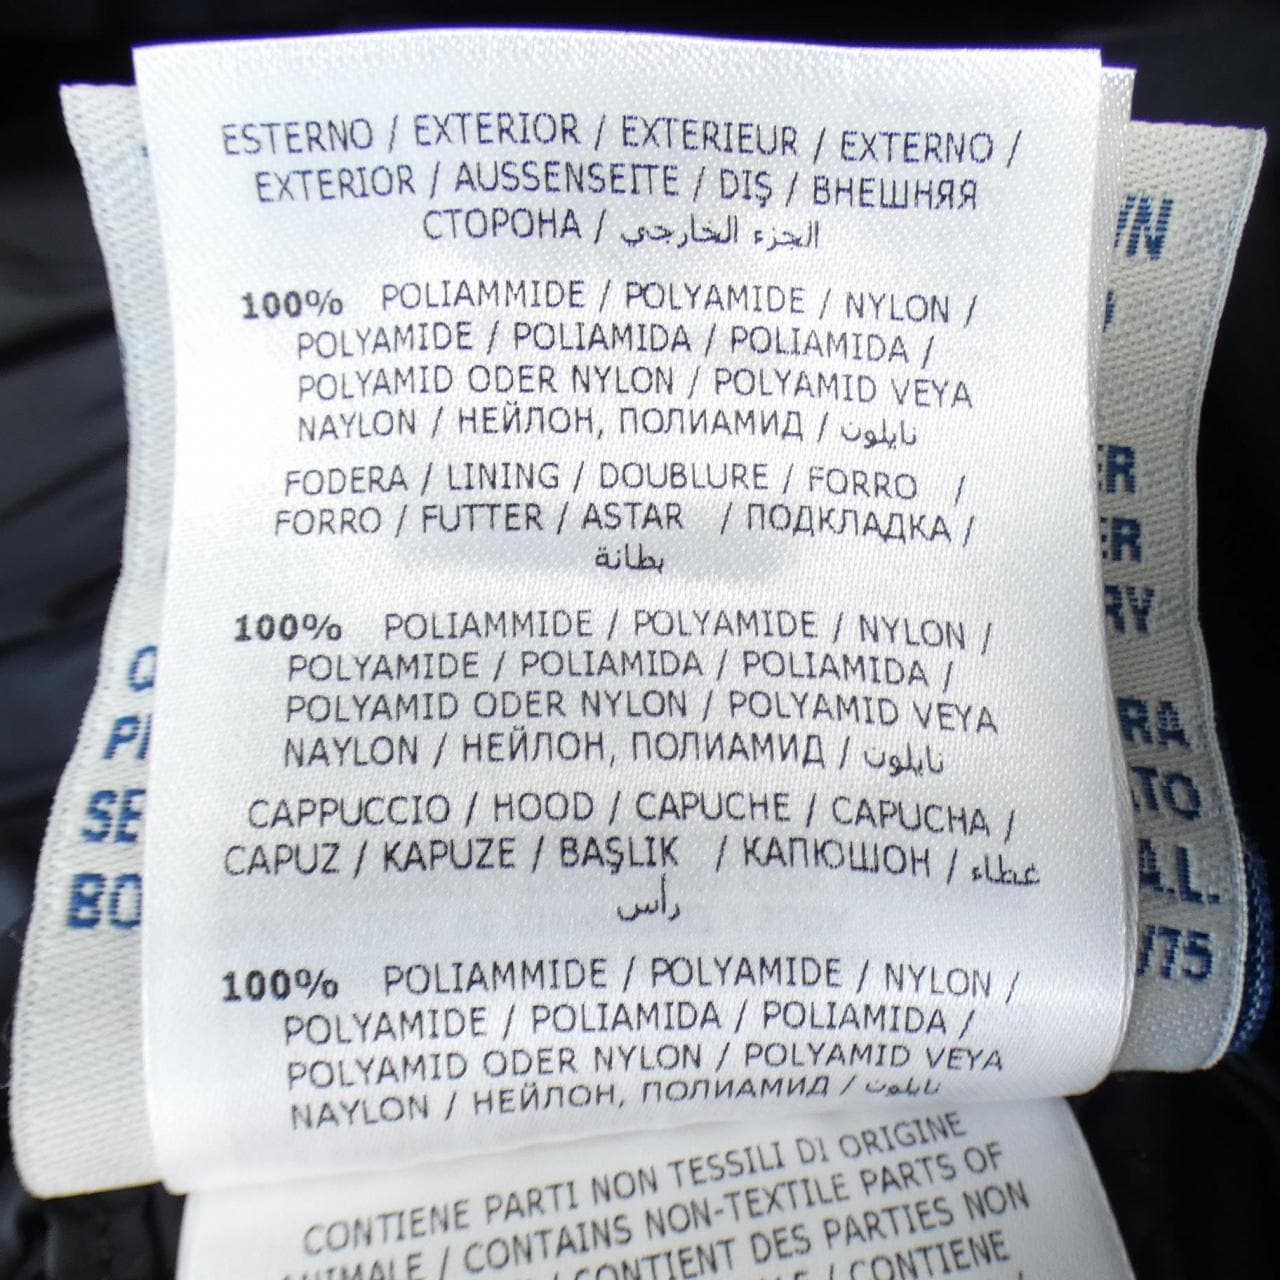 ESTERNO / EXTERIOR / EXTERIEUR / EXTERNO /
EXTERIOR / AUSSENSEITE / DIŞ / ВНЕШНЯЯ
СТОРОНА / الجزء الخارجي
100% POLIAMMIDE / POLYAMIDE / NYLON /
POLYAMIDE / POLIAMIDA / POLIAMIDA /
POLYAMID ODER NYLON / POLYAMID VEYA
NAYLON / НЕЙЛОН, ПОЛИАМИД / نايلون
FODERA / LINING / DOUBLURE / FORRO /
FORRO / FUTTER / ASTAR / ПОДКЛАДКА /
بطانة
100% POLIAMMIDE / POLYAMIDE / NYLON /
POLYAMIDE / POLIAMIDA / POLIAMIDA /
POLYAMID ODER NYLON / POLYAMID VEYA
NAYLON / НЕЙЛОН, ПОЛИАМИД / نايلون
CAPPUCCIO / HOOD / CAPUCHE / CAPUCHA /
CAPUZ / KAPUZE / BAŞLIK / КАПЮШОН / غطاء
رأس
100% POLIAMMIDE / POLYAMIDE / NYLON /
POLYAMIDE / POLIAMIDA / POLIAMIDA /
POLYAMID ODER NYLON / POLYAMID VEYA
NAYLON / НЕЙЛОН, ПОЛИАМИД / نايلون
CONTIENE PARTI NON TESSILI DI ORIGINE
ANIMALE / CONTAINS NON-TEXTILE PARTS OF
/ CONTIENT DES PARTIES NON
/ CONTIENE